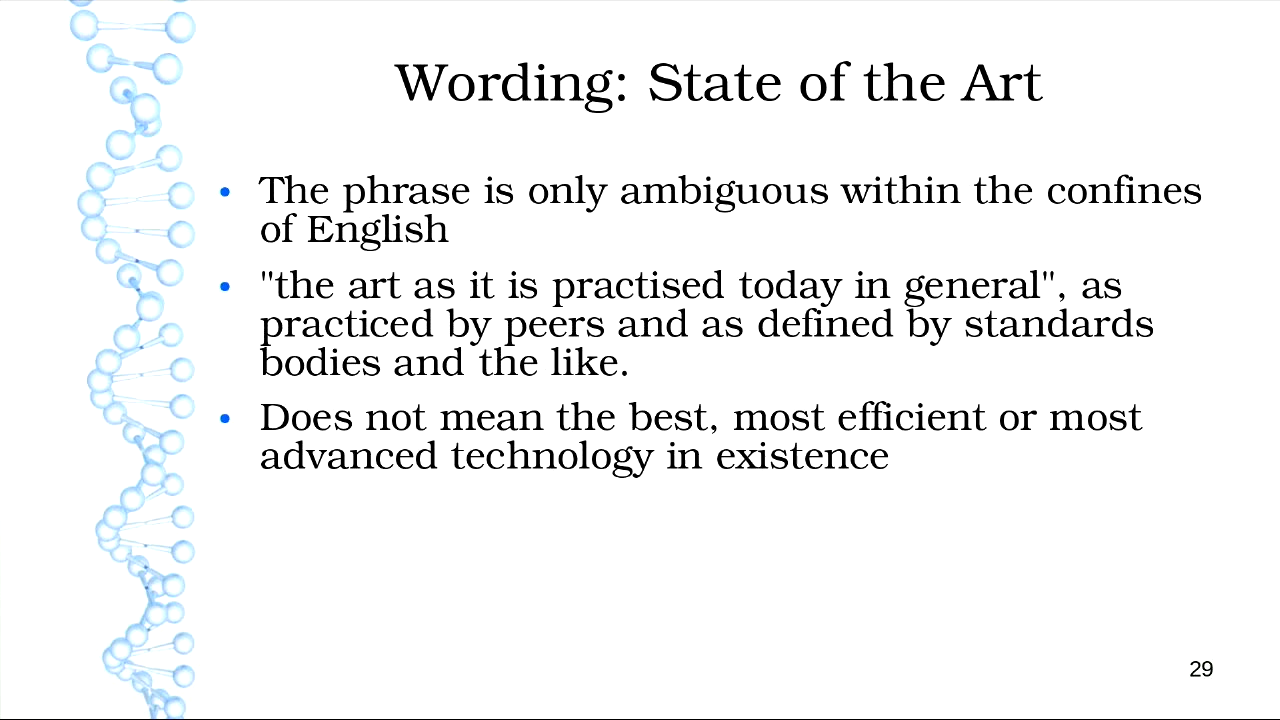 Wording: State of the Art
• The phrase is only ambiguous within the confines
of English
• "the art as it is practised today in general", as
practiced by peers and as defined by standards
bodies and the like.
• Does not mean the best, most efficient or most
advanced technology in existence
29